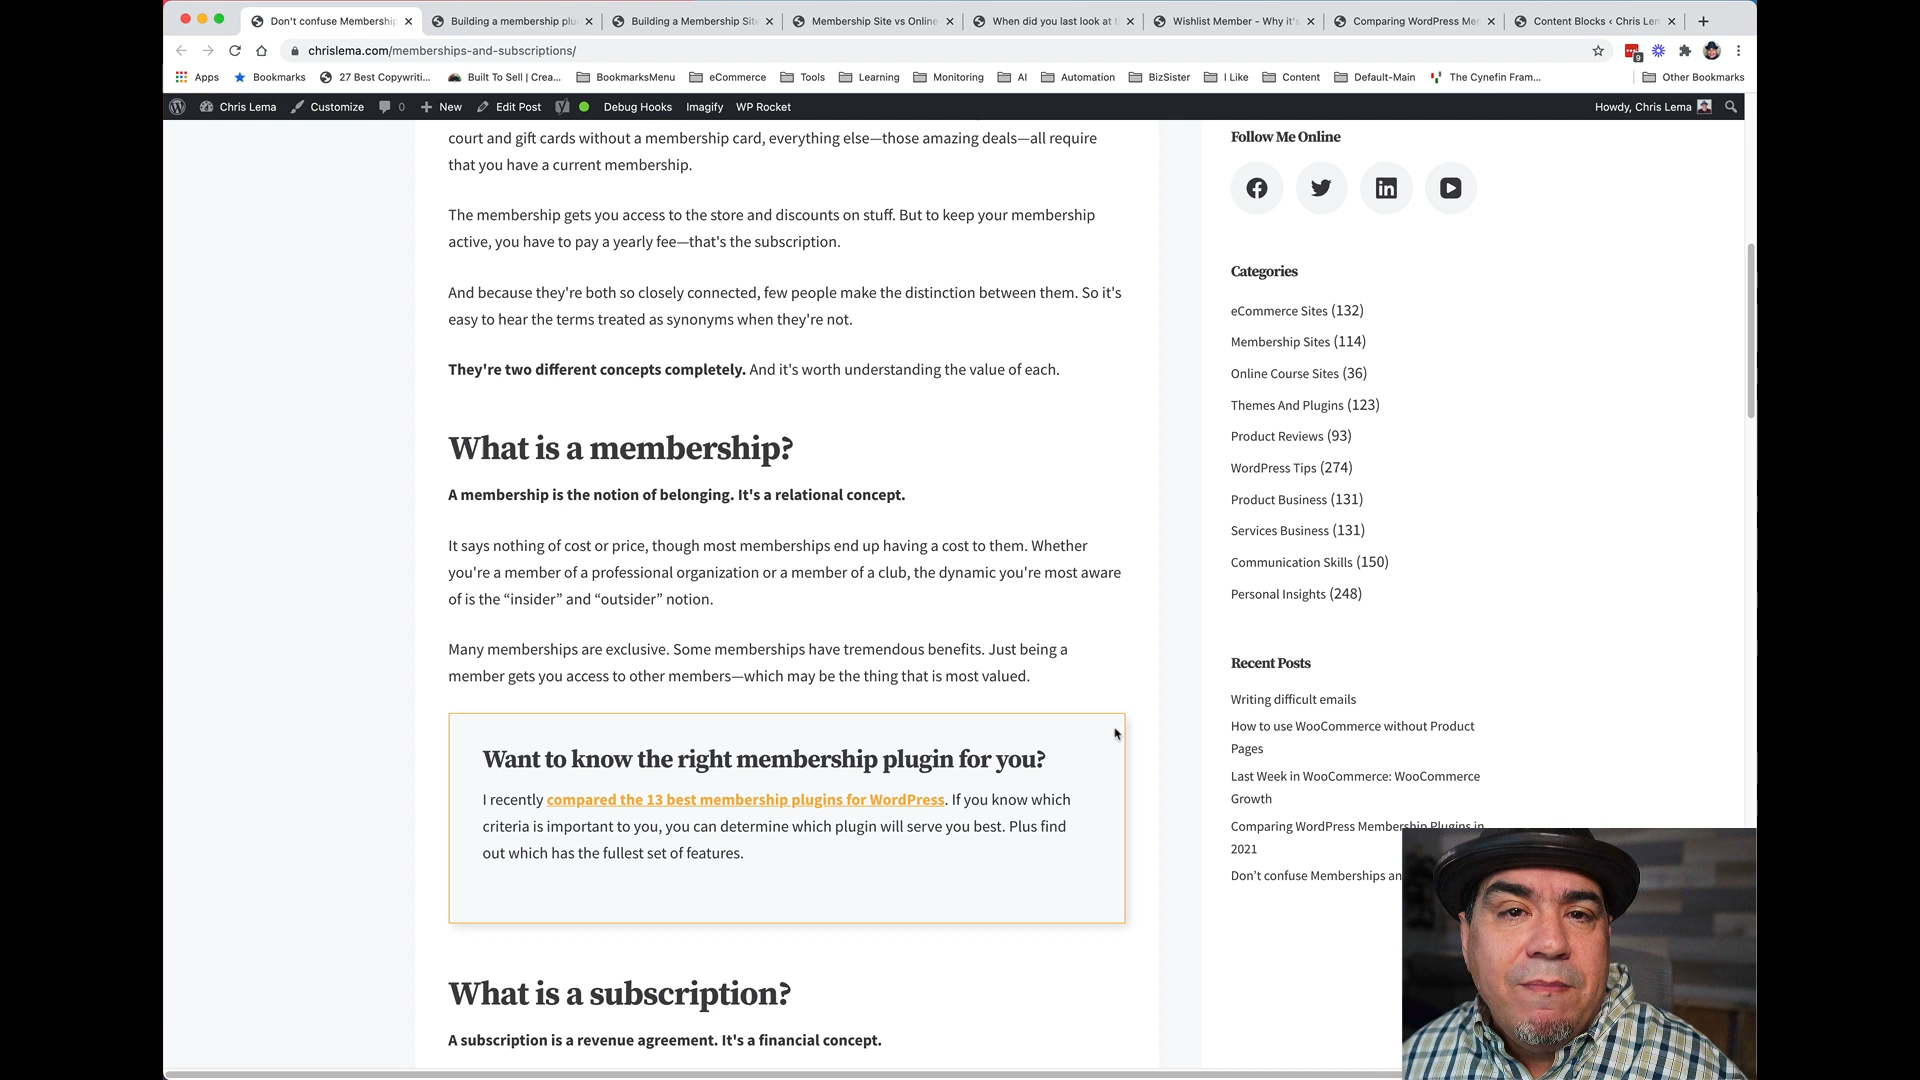 Don't confuse Membership
Building a membership plu
Building a Membership Sit
Membership Site vs Online
When did you last look at t
Wishlist Member - Why it's
Comparing WordPress Me
Content Blocks ‹ Chris Len
chrislema.com/memberships-and-subscriptions/
Apps
Bookmarks
27 Best Copywriti...
Built To Sell | Crea...
BookmarksMenu
eCommerce
Tools
Learning
Monitoring
AI
Automation
BizSister
I Like
Content
Default-Main
The Cynefin Fram...
Other Bookmarks
Chris Lema
Customize
0
New
Edit Post
Debug Hooks
Imagify
WP Rocket
Howdy, Chris Lema
court and gift cards without a membership card, everything else—those amazing deals—all require
that you have a current membership.
The membership gets you access to the store and discounts on stuff. But to keep your membership
active, you have to pay a yearly fee—that's the subscription.
And because they're both so closely connected, few people make the distinction between them. So it's
easy to hear the terms treated as synonyms when they're not.
They're two different concepts completely. And it's worth understanding the value of each.
What is a membership?
A membership is the notion of belonging. It's a relational concept.
It says nothing of cost or price, though most memberships end up having a cost to them. Whether
you're a member of a professional organization or a member of a club, the dynamic you're most aware
of is the “insider” and “outsider” notion.
Many memberships are exclusive. Some memberships have tremendous benefits. Just being a
member gets you access to other members—which may be the thing that is most valued.
Want to know the right membership plugin for you?
I recently compared the 13 best membership plugins for WordPress. If you know which
criteria is important to you, you can determine which plugin will serve you best. Plus find
out which has the fullest set of features.
What is a subscription?
A subscription is a revenue agreement. It's a financial concept.
Follow Me Online
Categories
eCommerce Sites (132)
Membership Sites (114)
Online Course Sites (36)
Themes And Plugins (123)
Product Reviews (93)
WordPress Tips (274)
Product Business (131)
Services Business (131)
Communication Skills (150)
Personal Insights (248)
Recent Posts
Writing difficult emails
How to use WooCommerce without Product
Pages
Last Week in WooCommerce: WooCommerce
Growth
Comparing WordPress Membership Plugins in
2021
Don't confuse Memberships an